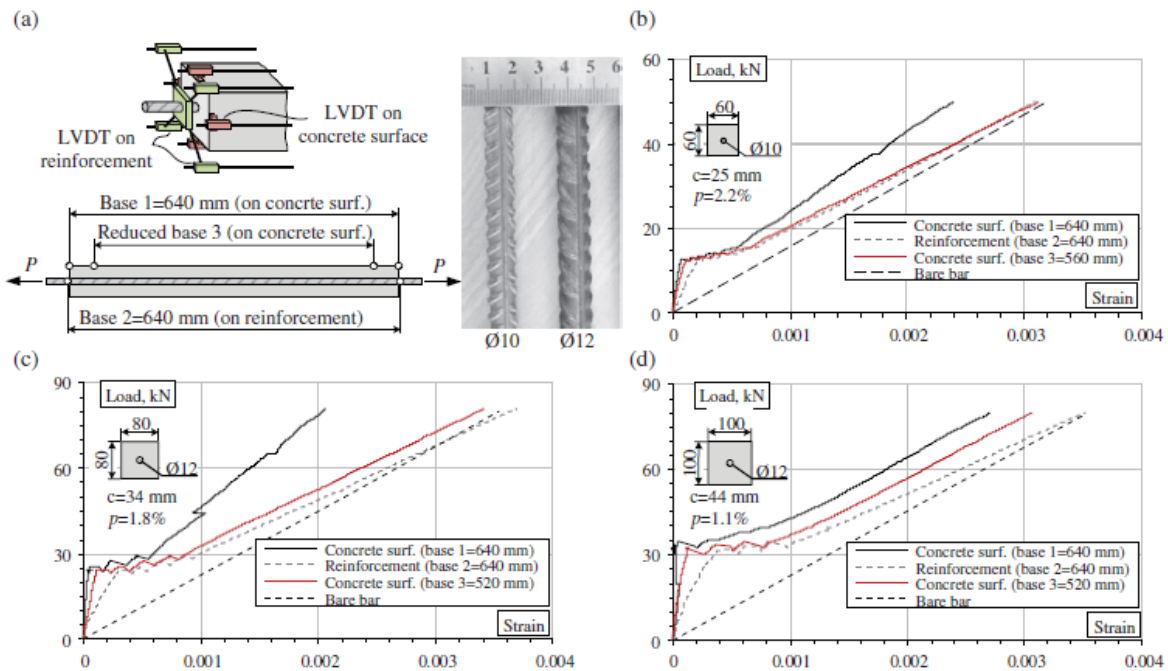 (a)
LVDT on
reinforcement
LVDT on
concrete surface
Base 1=640 mm (on concrte surf.)
Reduced base 3 (on concrete surf.)
P
P
Base 2=640 mm (on reinforcement)
1 2 3 4 5 6
Ø10 Ø12
(b)
60
40
20
0
Load, kN
60
60
Ø10
c=25 mm
p=2.2%
Concrete surf. (base 1=640 mm)
Reinforcement (base 2=640 mm)
Concrete surf. (base 3=560 mm)
Bare bar
Strain
0 0.001 0.002 0.003 0.004
(c)
90
60
30
0
Load, kN
80
80
Ø12
c=34 mm
p=1.8%
Concrete surf. (base 1=640 mm)
Reinforcement (base 2=640 mm)
Concrete surf. (base 3=520 mm)
Bare bar
Strain
0 0.001 0.002 0.003 0.004
(d)
90
60
30
0
Load, kN
100
100
Ø12
c=44 mm
p=1.1%
Concrete surf. (base 1=640 mm)
Reinforcement (base 2=640 mm)
Concrete surf. (base 3=520 mm)
Bare bar
Strain
0 0.001 0.002 0.003 0.004